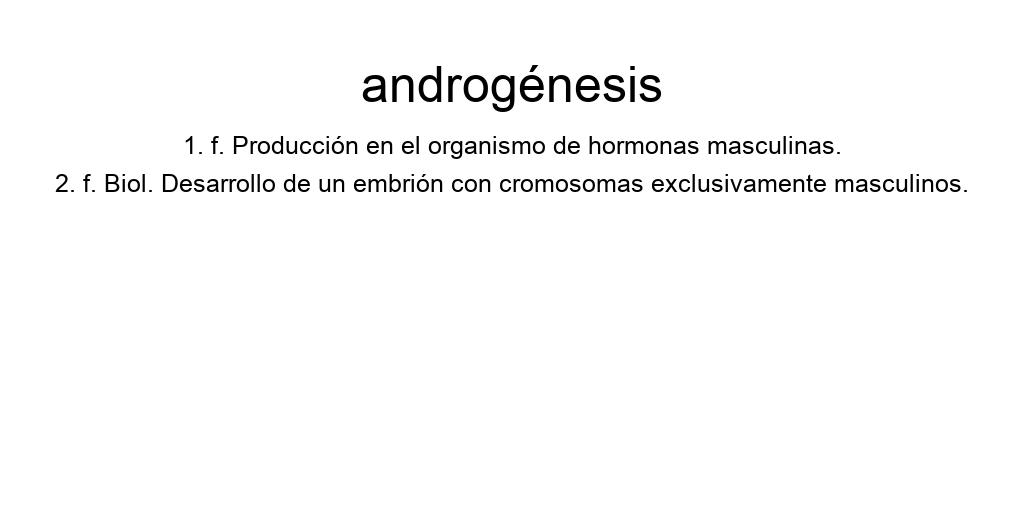 androgénesis
1. f. Producción en el organismo de hormonas masculinas.
2. f. Biol. Desarrollo de un embrión con cromosomas exclusivamente masculinos.